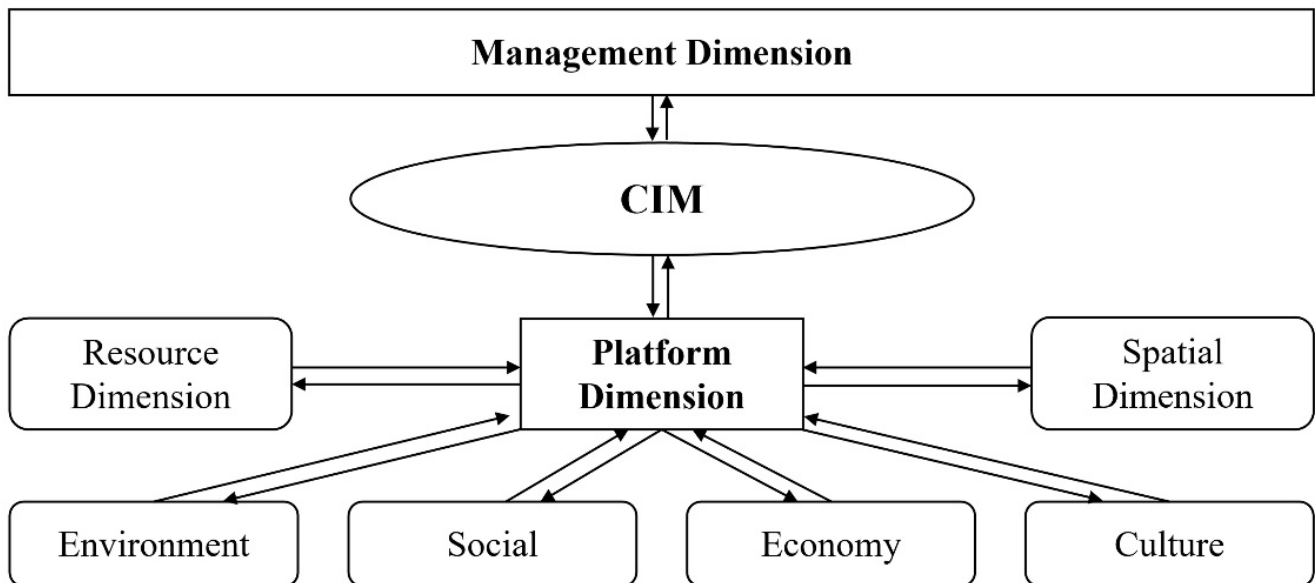 Management Dimension
CIM
Resource
Dimension
Platform
Dimension
Spatial
Dimension
Environment
Social
Economy
Culture